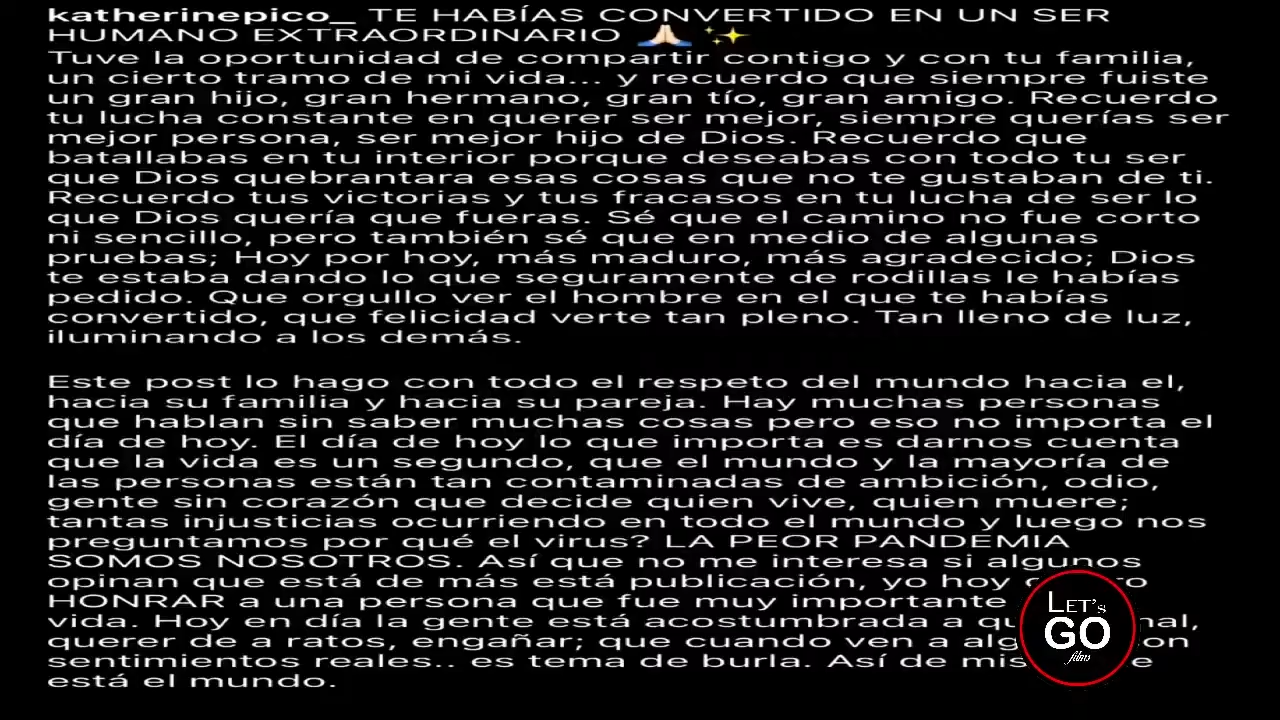 katherinepico_ TE HABÍAS CONVERTIDO EN UN SER
HUMANO EXTRAORDINARIO 🙏🏻 ✨
Tuve la oportunidad de compartir contigo y con tu familia,
un cierto tramo de mi vida... y recuerdo que siempre fuiste
un gran hijo, gran hermano, gran tío, gran amigo. Recuerdo
tu lucha constante en querer ser mejor, siempre querías ser
mejor persona, ser mejor hijo de Dios. Recuerdo que
batallabas en tu interior porque deseabas con todo tu ser
que Dios quebrantara esas cosas que no te gustaban de ti.
Recuerdo tus victorias y tus fracasos en tu lucha de ser lo
que Dios quería que fueras. Sé que el camino no fue corto
ni sencillo, pero también sé que en medio de algunas
pruebas; Hoy por hoy, más maduro, más agradecido; Dios
te estaba dando lo que seguramente de rodillas le habías
pedido. Que orgullo ver el hombre en el que te habías
convertido, que felicidad verte tan pleno. Tan lleno de luz,
iluminando a los demás.
Este post lo hago con todo el respeto del mundo hacia el,
hacia su familia y hacia su pareja. Hay muchas personas
que hablan sin saber muchas cosas pero eso no importa el
día de hoy. El día de hoy lo que importa es darnos cuenta
que la vida es un segundo, que el mundo y la mayoría de
las personas están tan contaminadas de ambición, odio,
gente sin corazón que decide quien vive, quien muere;
tantas injusticias ocurriendo en todo el mundo y luego nos
preguntamos por qué el virus? LA PEOR PANDEMIA
SOMOS NOSOTROS. Así que no me interesa si algunos
opinan que está de más está publicación, yo hoy
HONRAR a una persona que fue muy importante
vida. Hoy en día la gente está acostumbrada a
querer de a ratos, engañar; que cuando ven a
sentimientos reales.. es tema de burla. Así de
está el mundo.
LET'S
GO
films